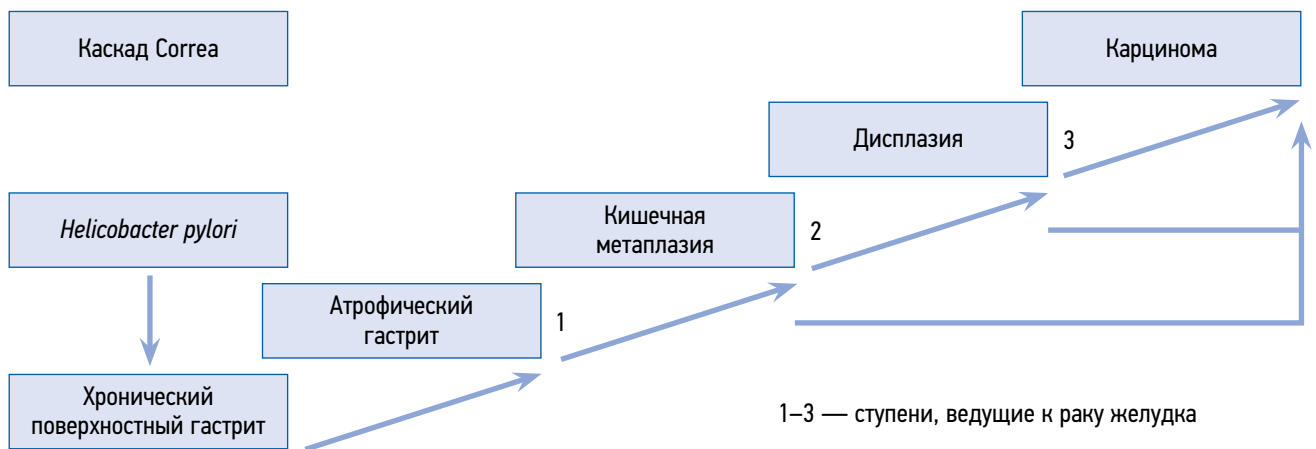 Каскад Correa
Карцинома
Дисплазия
3
Helicobacter pylori
Кишечная
метаплазия
2
Атрофический
гастрит
1
Хронический
поверхностный гастрит
1–3 — ступени, ведущие к раку желудка